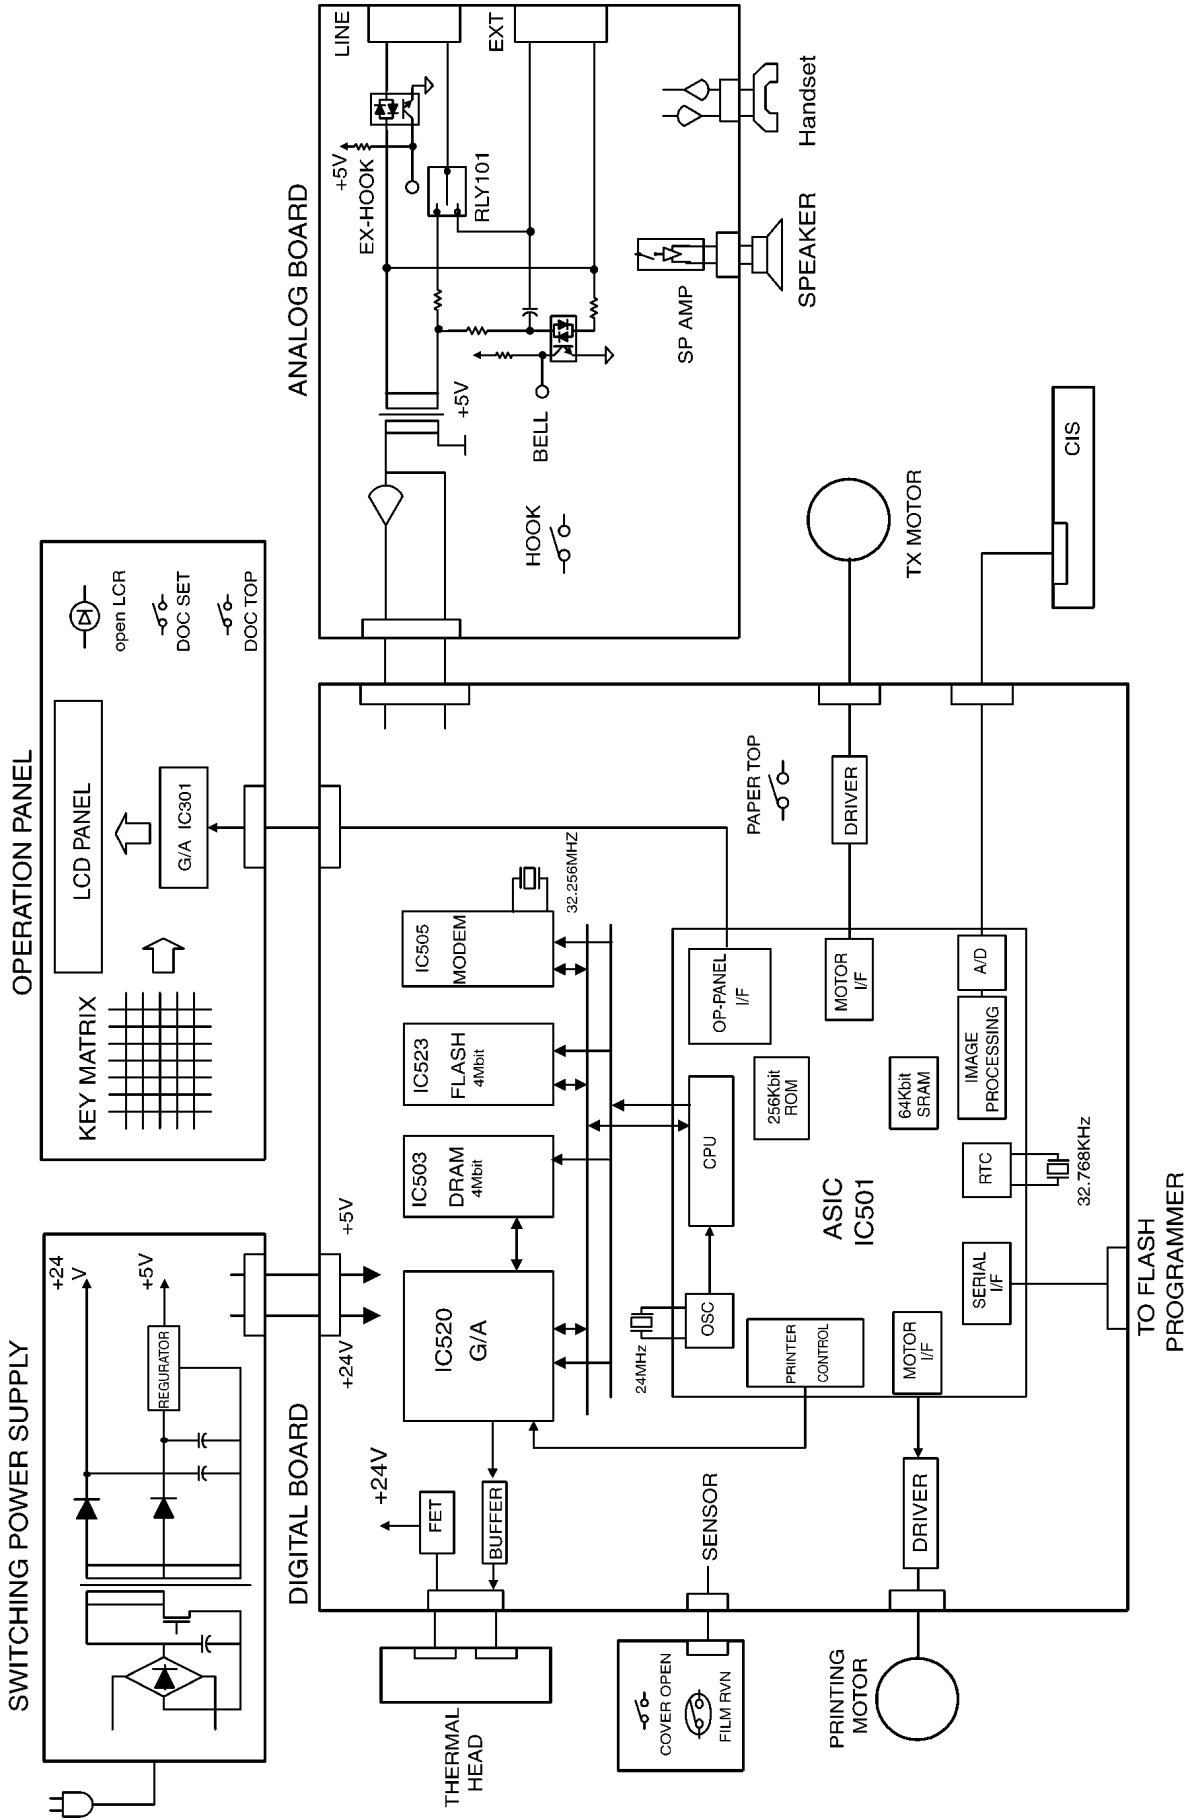 SWITCHING POWER SUPPLY
+24
V
+5V
REGURATOR
OPERATION PANEL
KEY MATRIX
LCD PANEL
G/A IC301
open LCR
DOC SET
DOC TOP
ANALOG BOARD
LINE
EXT
+5V
EX-HOOK
RLY101
+5V
BELL
HOOK
SP AMP
SPEAKER
Handset
DIGITAL BOARD
+24V
+5V
+24V
FET
BUFFER
THERMAL
HEAD
IC520
G/A
IC503
DRAM
4Mbit
IC523
FLASH
4Mbit
IC505
MODEM
32.256MHZ
24MHz
OSC
CPU
OP-PANEL
I/F
PRINTER
CONTROL
256Kbit
ROM
MOTOR
I/F
ASIC
IC501
64Kbit
SRAM
MOTOR
I/F
SERIAL
I/F
RTC
32.768KHz
IMAGE
PROCESSING
A/D
PAPER TOP
DRIVER
TX MOTOR
CIS
SENSOR
COVER OPEN
FILM RVN
DRIVER
PRINTING
MOTOR
TO FLASH
PROGRAMMER